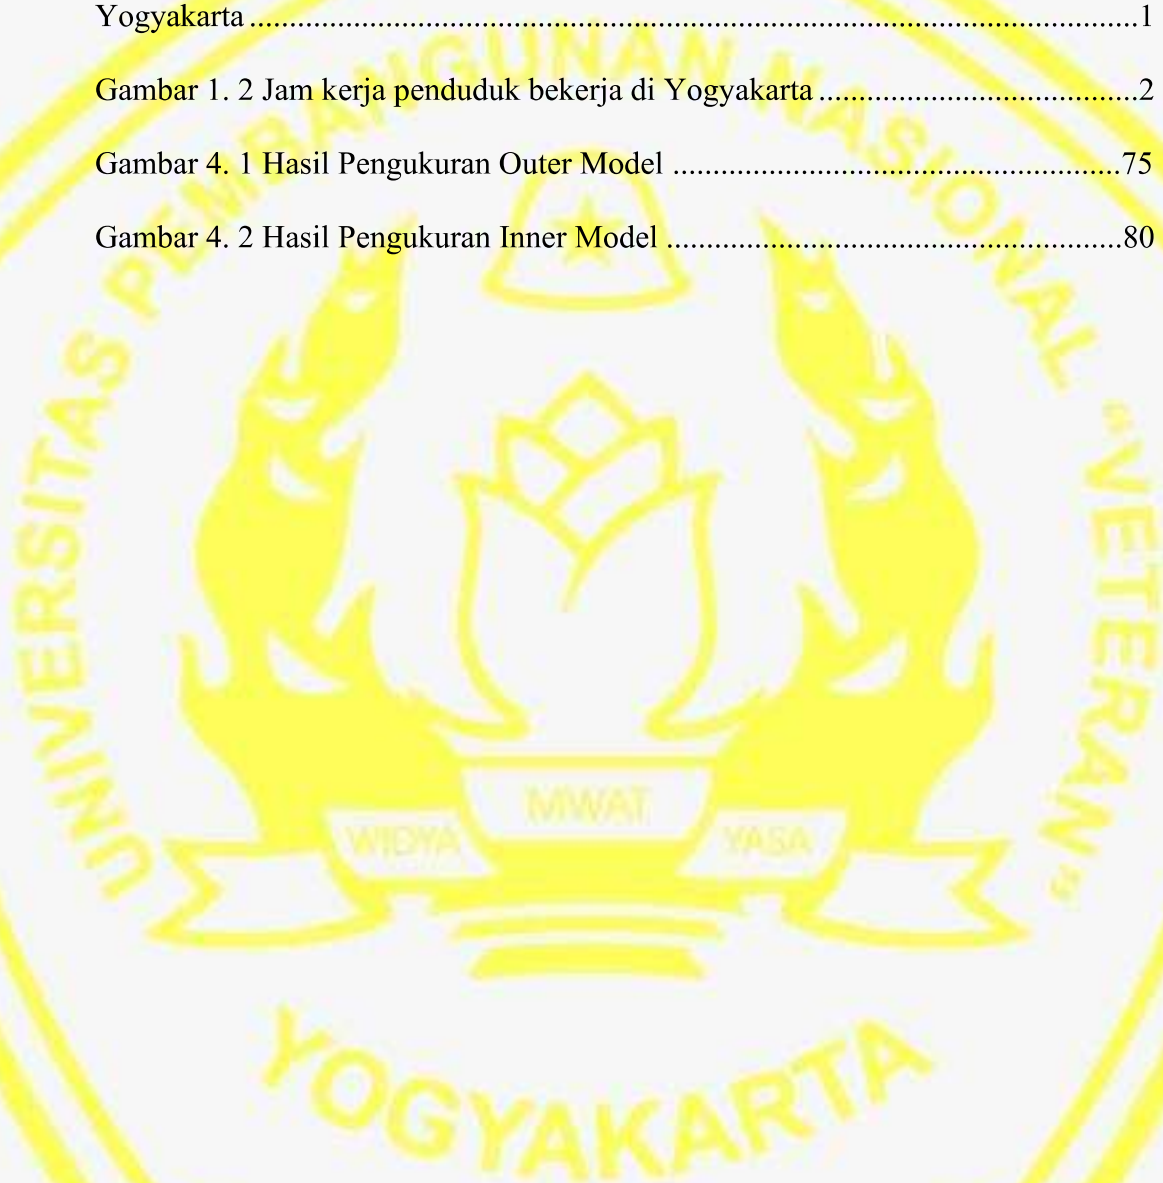 Yogyakarta ..........................................................................................................1
Gambar 1. 2 Jam kerja penduduk bekerja di Yogyakarta ......................................2
Gambar 4. 1 Hasil Pengukuran Outer Model ......................................................75
Gambar 4. 2 Hasil Pengukuran Inner Model .......................................................80
UNIVERSITAS PEMBANGUNAN NASIONAL "VETERAN"
MWAT
WIDYA
YASA
YOGYAKARTA